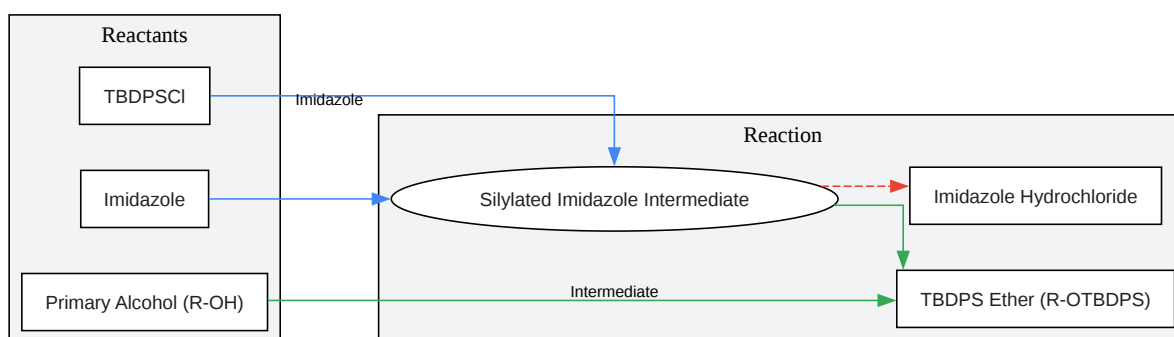 Reactants
TBDPSCl
Imidazole
Reaction
Imidazole
Silylated Imidazole Intermediate
Imidazole Hydrochloride
Primary Alcohol (R-OH)
Intermediate
TBDPS Ether (R-OTBDPS)